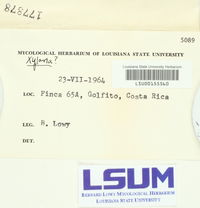 177878
5089
MYCOLOGICAL HERBARIUM OF LOUISIANA STATE UNIVERSITY
Xylaria?
Louisiana State University Herbarium
LSU00155540
23-VII-1964
LOC. Finca 65A, Golfito, Costa Rica
LEG. B. Lowy
DET.
LSUM
BERNARD LOWY MYCOLOGICAL HERBARIUM
LOUISIANA STATE UNIVERSITY